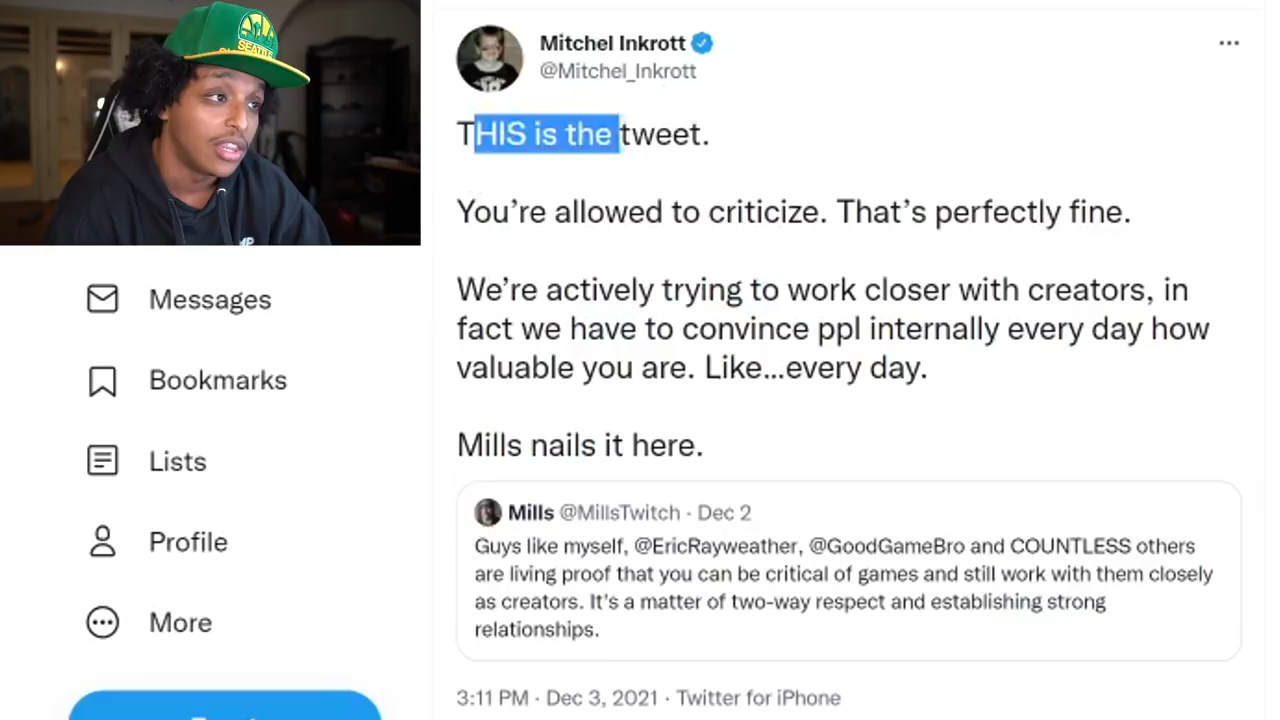 SEATTLE
Mitchel Inkrott
@Mitchel_Inkrott
THIS is the tweet.
You're allowed to criticize. That's perfectly fine.
We're actively trying to work closer with creators, in
fact we have to convince ppl internally every day how
valuable you are. Like...every day.
Mills nails it here.
Mills @MillsTwitch · Dec 2
Guys like myself, @EricRayweather, @GoodGameBro and COUNTLESS others
are living proof that you can be critical of games and still work with them closely
as creators. It's a matter of two-way respect and establishing strong
relationships.
3:11 PM · Dec 3, 2021 · Twitter for iPhone
Messages
Bookmarks
Lists
Profile
More